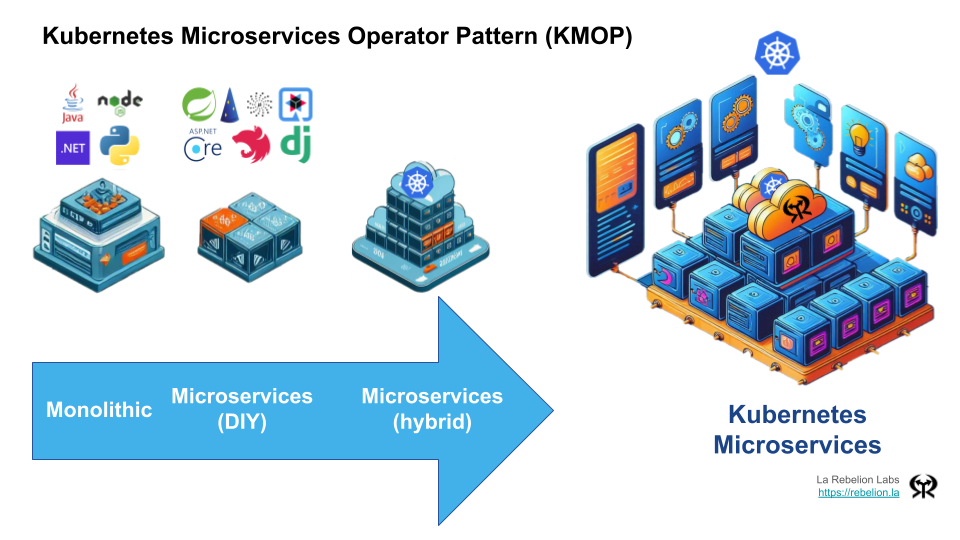 Kubernetes Microservices Operator Pattern (KMOP)
Java
node
JS
.NET
ASP.NET
Core
dj
Monolithic
Microservices
(DIY)
Microservices
(hybrid)
Kubernetes
Microservices
La Rebelion Labs
https://rebelion.la